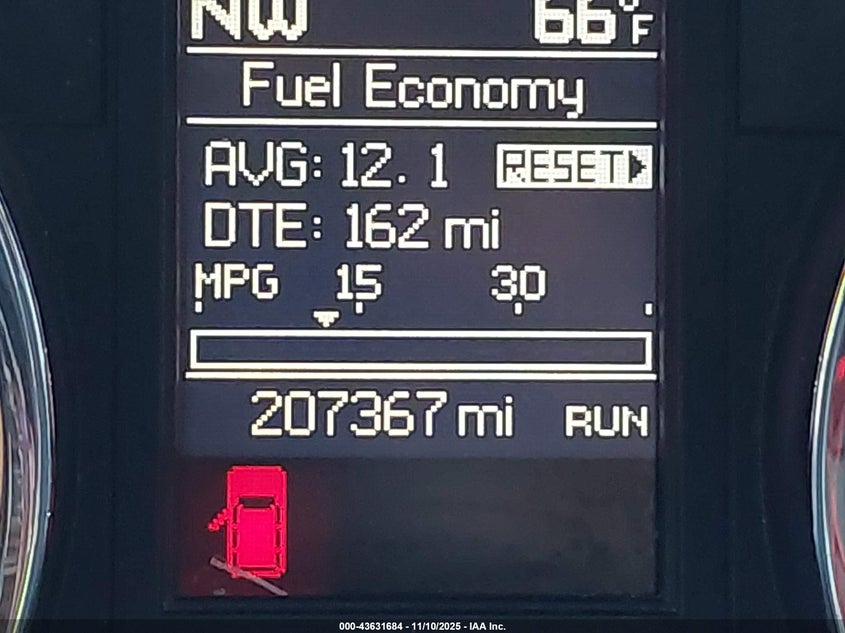 NW 66°F
Fuel Economy
AVG: 12.1 RESET
DTE: 162 mi
MPG 15 30
207367 mi RUN
000-43631684 - 11/10/2025 - IAA Inc.